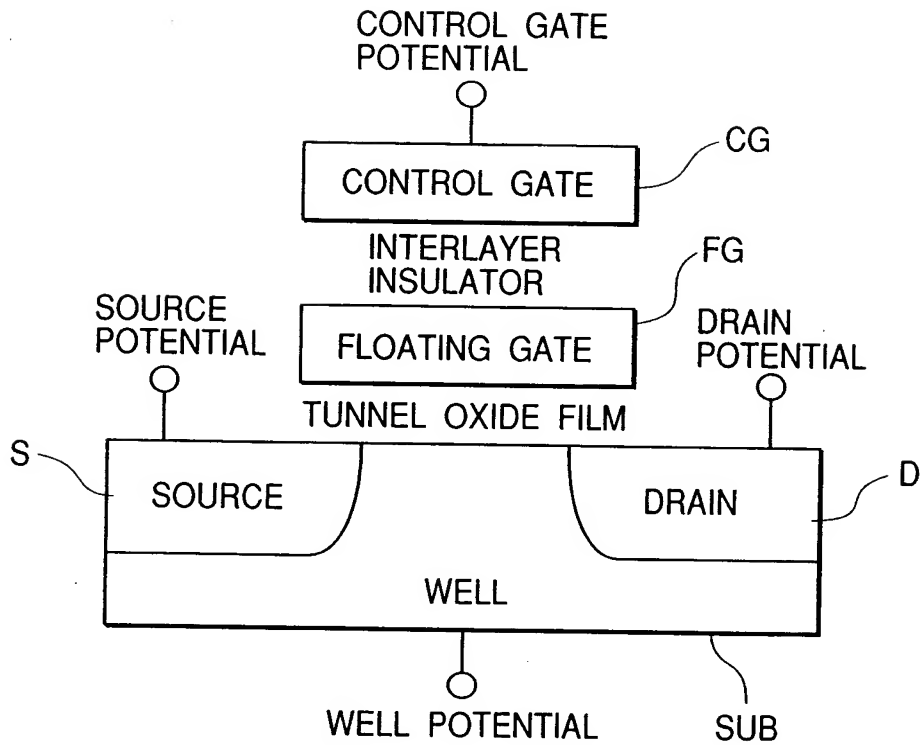 CONTROL GATE
POTENTIAL
CG
CONTROL GATE
INTERLAYER
INSULATOR
FG
SOURCE
POTENTIAL
FLOATING GATE
DRAIN
POTENTIAL
TUNNEL OXIDE FILM
S
SOURCE
DRAIN
D
WELL
WELL POTENTIAL
SUB